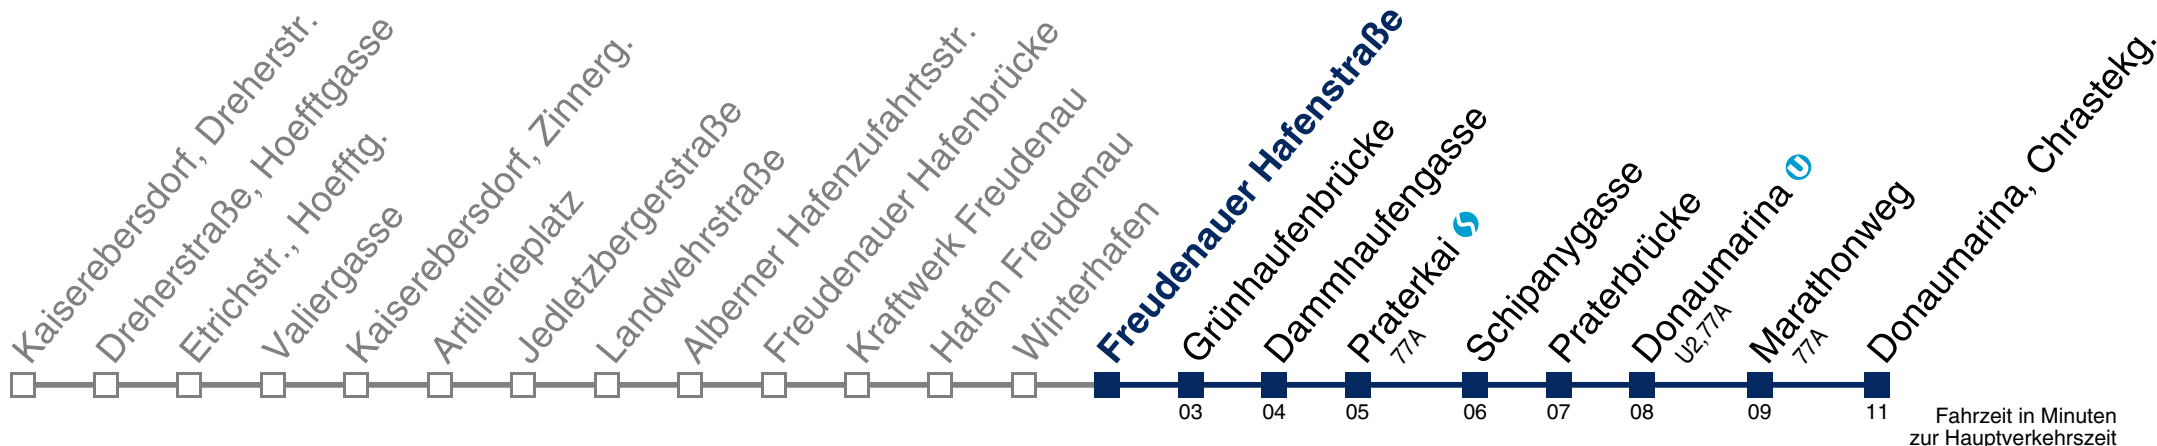 Kaiserebersdorf, Dreherstr.
Dreherstraße, Hoefftgasse
Etrichstr., Hoefftg.
Valiergasse
Kaiserebersdorf, Zinnerg.
Artillerieplatz
Jedletzbergerstraße
Landwehrstraße
Alberner Hafenzufahrtsstr.
Freudenauer Hafenbrücke
Kraftwerk Freudenau
Hafen Freudenau
Winterhafen
Freudenauer Hafenstraße
Grünhaufenbrücke
Dammhaufengasse
Praterkai S
77A
Schipanygasse
Praterbrücke
Donaumarina U
U2,77A
Marathonweg
77A
Donaumarina, Chrastekg.
03 04 05 06 07 08 09 11
Fahrzeit in Minuten
zur Hauptverkehrszeit